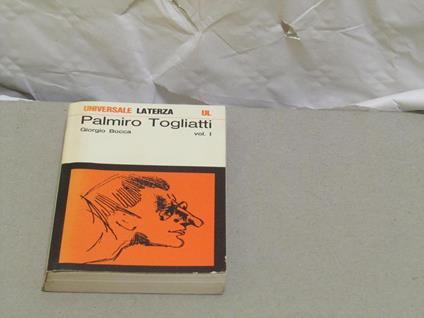 UNIVERSALE LATERZA UL
Palmiro Togliatti
Giorgio Bocca vol. I